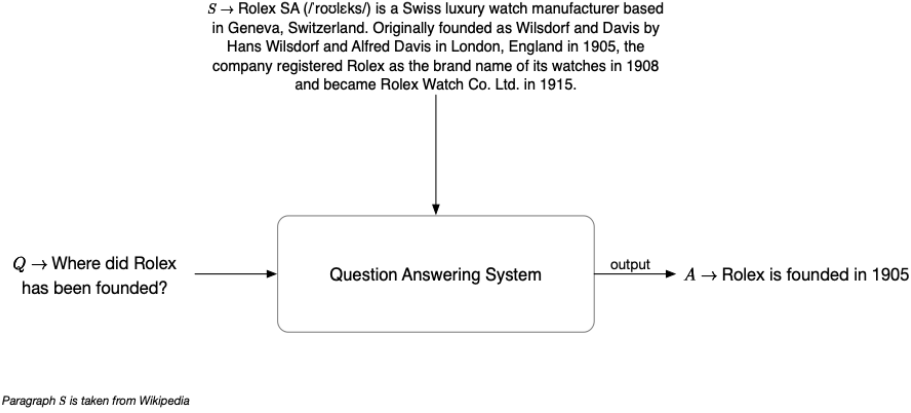 S → Rolex SA (/ˈroʊlɛks/) is a Swiss luxury watch manufacturer based
in Geneva, Switzerland. Originally founded as Wilsdorf and Davis by
Hans Wilsdorf and Alfred Davis in London, England in 1905, the
company registered Rolex as the brand name of its watches in 1908
and became Rolex Watch Co. Ltd. in 1915.
Q → Where did Rolex
has been founded?
Question Answering System
output
A → Rolex is founded in 1905
Paragraph S is taken from Wikipedia